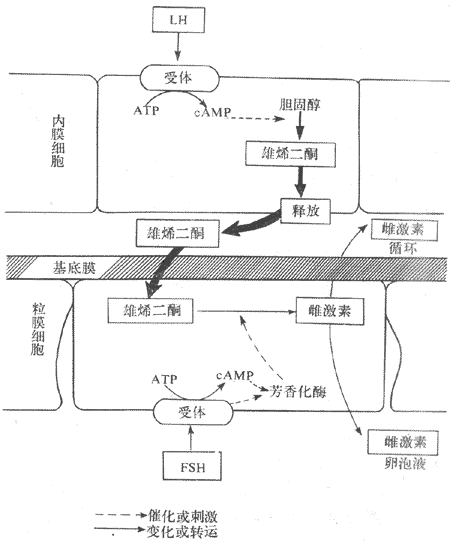 LH
受体
ATP
cAMP
胆固醇
雄烯二酮
释放
内膜细胞
雄烯二酮
雌激素
循环
基底膜
粒膜细胞
雄烯二酮
雌激素
ATP
cAMP
芳香化酶
受体
FSH
雌激素
卵泡液
催化或刺激
变化或转运